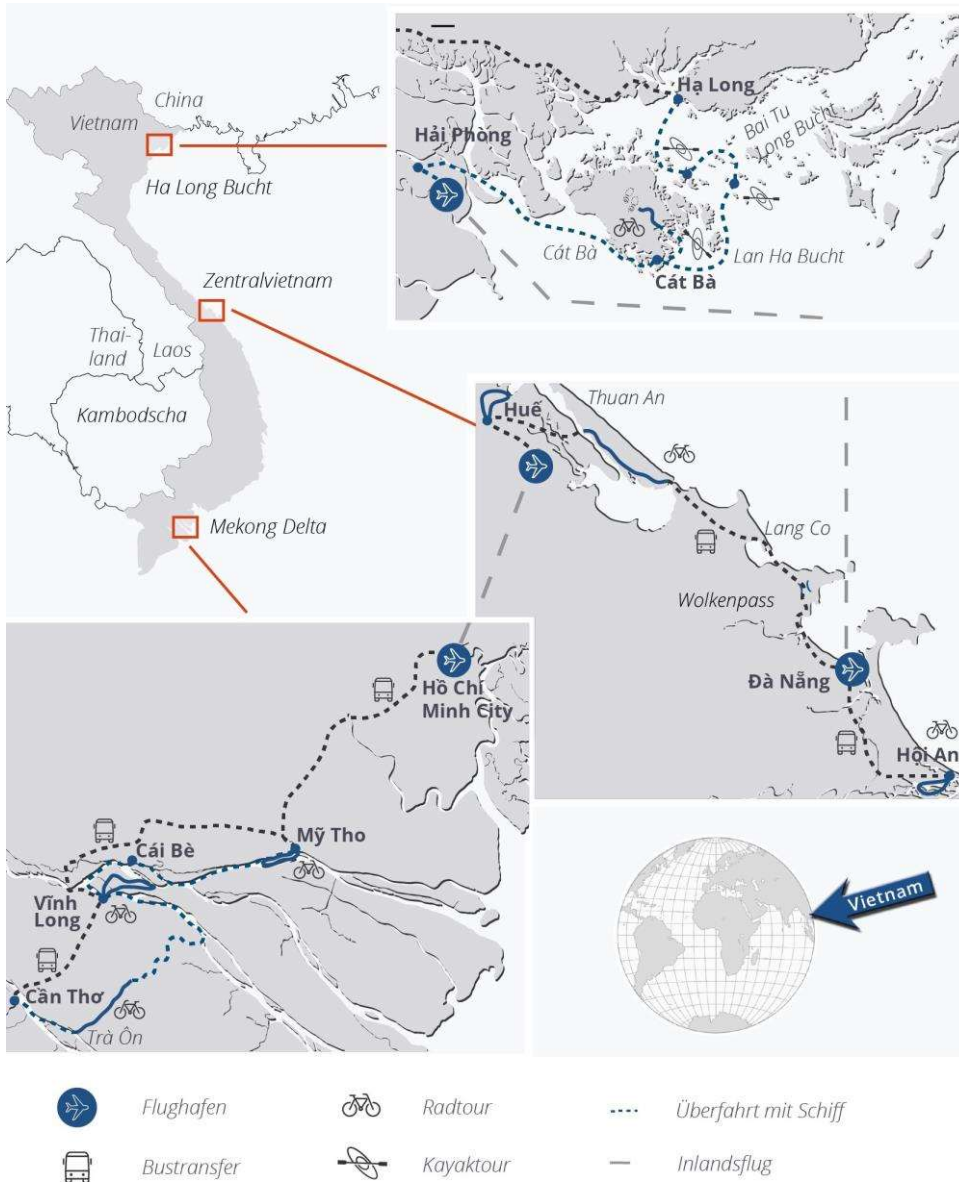 China
Vietnam
Ha Long Bucht
Zentralvietnam
Thai-
land
Laos
Kambodscha
Mekong Delta
Hạ Long
Bai Tu
Long Bucht
Hải Phòng
Cát Bà
Lan Ha Bucht
Cát Bà
Thuan An
Huế
Lang Co
Wolkenpass
Đà Nẵng
Hội An
Hồ Chí
Minh City
Mỹ Tho
Cái Bè
Vĩnh
Long
Cần Thơ
Trà Ôn
Vietnam
Flughafen
Radtour
Überfahrt mit Schiff
Bustransfer
Kayaktour
Inlandsflug